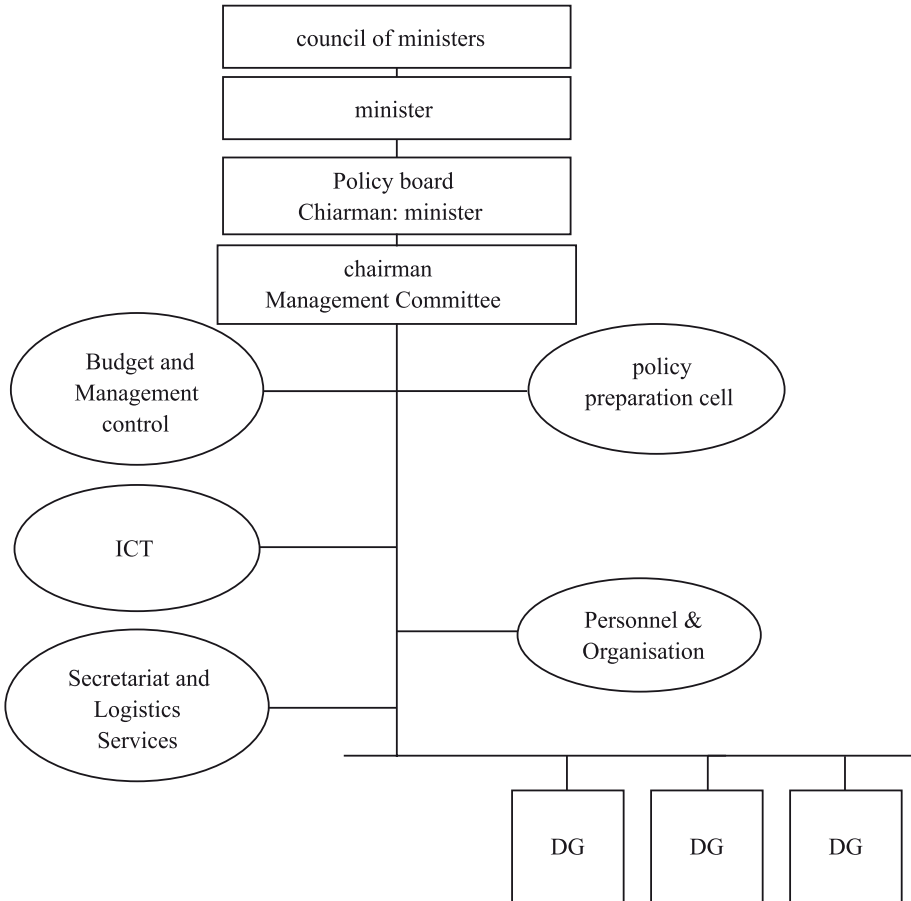 council of ministers
minister
Policy board
Chiarman: minister
chairman
Management Committee
Budget and
Management
control
policy
preparation cell
ICT
Personnel &
Organisation
Secretariat and
Logistics
Services
DG
DG
DG